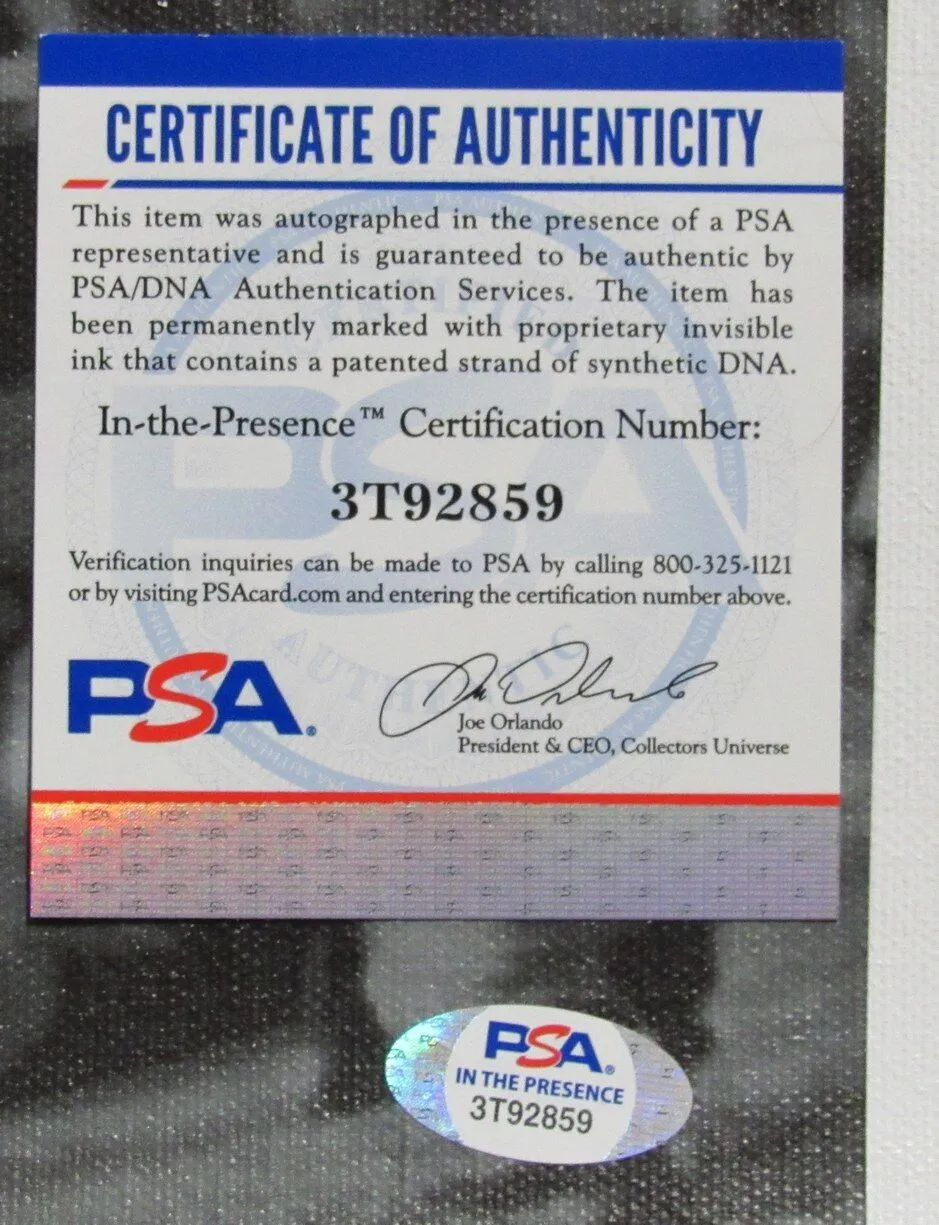 CERTIFICATE OF AUTHENTICITY
This item was autographed in the presence of a PSA
representative and is guaranteed to be authentic by
PSA/DNA Authentication Services. The item has
been permanently marked with proprietary invisible
ink that contains a patented strand of synthetic DNA.
In-the-Presence™ Certification Number:
3T92859
Verification inquiries can be made to PSA by calling 800-325-1121
or by visiting PSAcard.com and entering the certification number above.
PSA®
Joe Orlando
President & CEO, Collectors Universe
PSA®
IN THE PRESENCE
3T92859